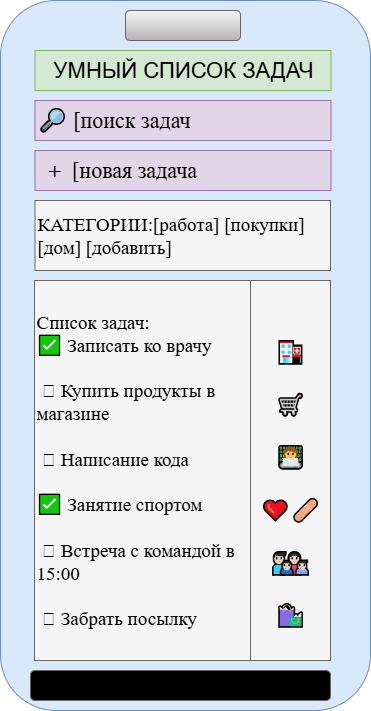 УМНЫЙ СПИСОК ЗАДАЧ
🔎 [поиск задач
+ [новая задача
КАТЕГОРИИ:[работа] [покупки]
[дом] [добавить]
Список задач:
✅ Записать ко врачу
□ Купить продукты в
магазине
□ Написание кода
✅ Занятие спортом
□ Встреча с командой в
15:00
□ Забрать посылку